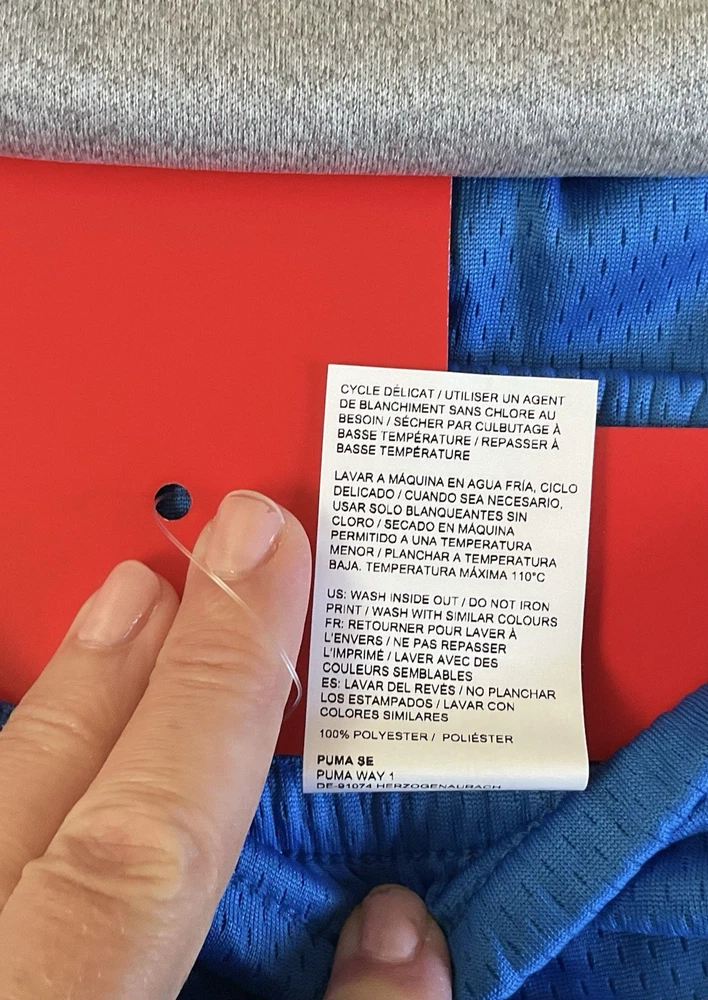 CYCLE DÉLICAT / UTILISER UN AGENT
DE BLANCHIMENT SANS CHLORE AU
BESOIN / SÉCHER PAR CULBUTAGE À
BASSE TEMPÉRATURE / REPASSER À
BASSE TEMPÉRATURE
LAVAR A MÁQUINA EN AGUA FRÍA, CICLO
DELICADO / CUANDO SEA NECESARIO,
USAR SOLO BLANQUEANTES SIN
CLORO / SECADO EN MÁQUINA
PERMITIDO A UNA TEMPERATURA
MENOR / PLANCHAR A TEMPERATURA
BAJA. TEMPERATURA MÁXIMA 110°C
US: WASH INSIDE OUT / DO NOT IRON
PRINT / WASH WITH SIMILAR COLOURS
FR: RETOURNER POUR LAVER À
L'ENVERS / NE PAS REPASSER
L'IMPRIMÉ / LAVER AVEC DES
COULEURS SEMBLABLES
ES: LAVAR DEL REVÉS / NO PLANCHAR
LOS ESTAMPADOS / LAVAR CON
COLORES SIMILARES
100% POLYESTER / POLIÉSTER
PUMA SE
PUMA WAY 1
DE-91074 HERZOGENAURACH